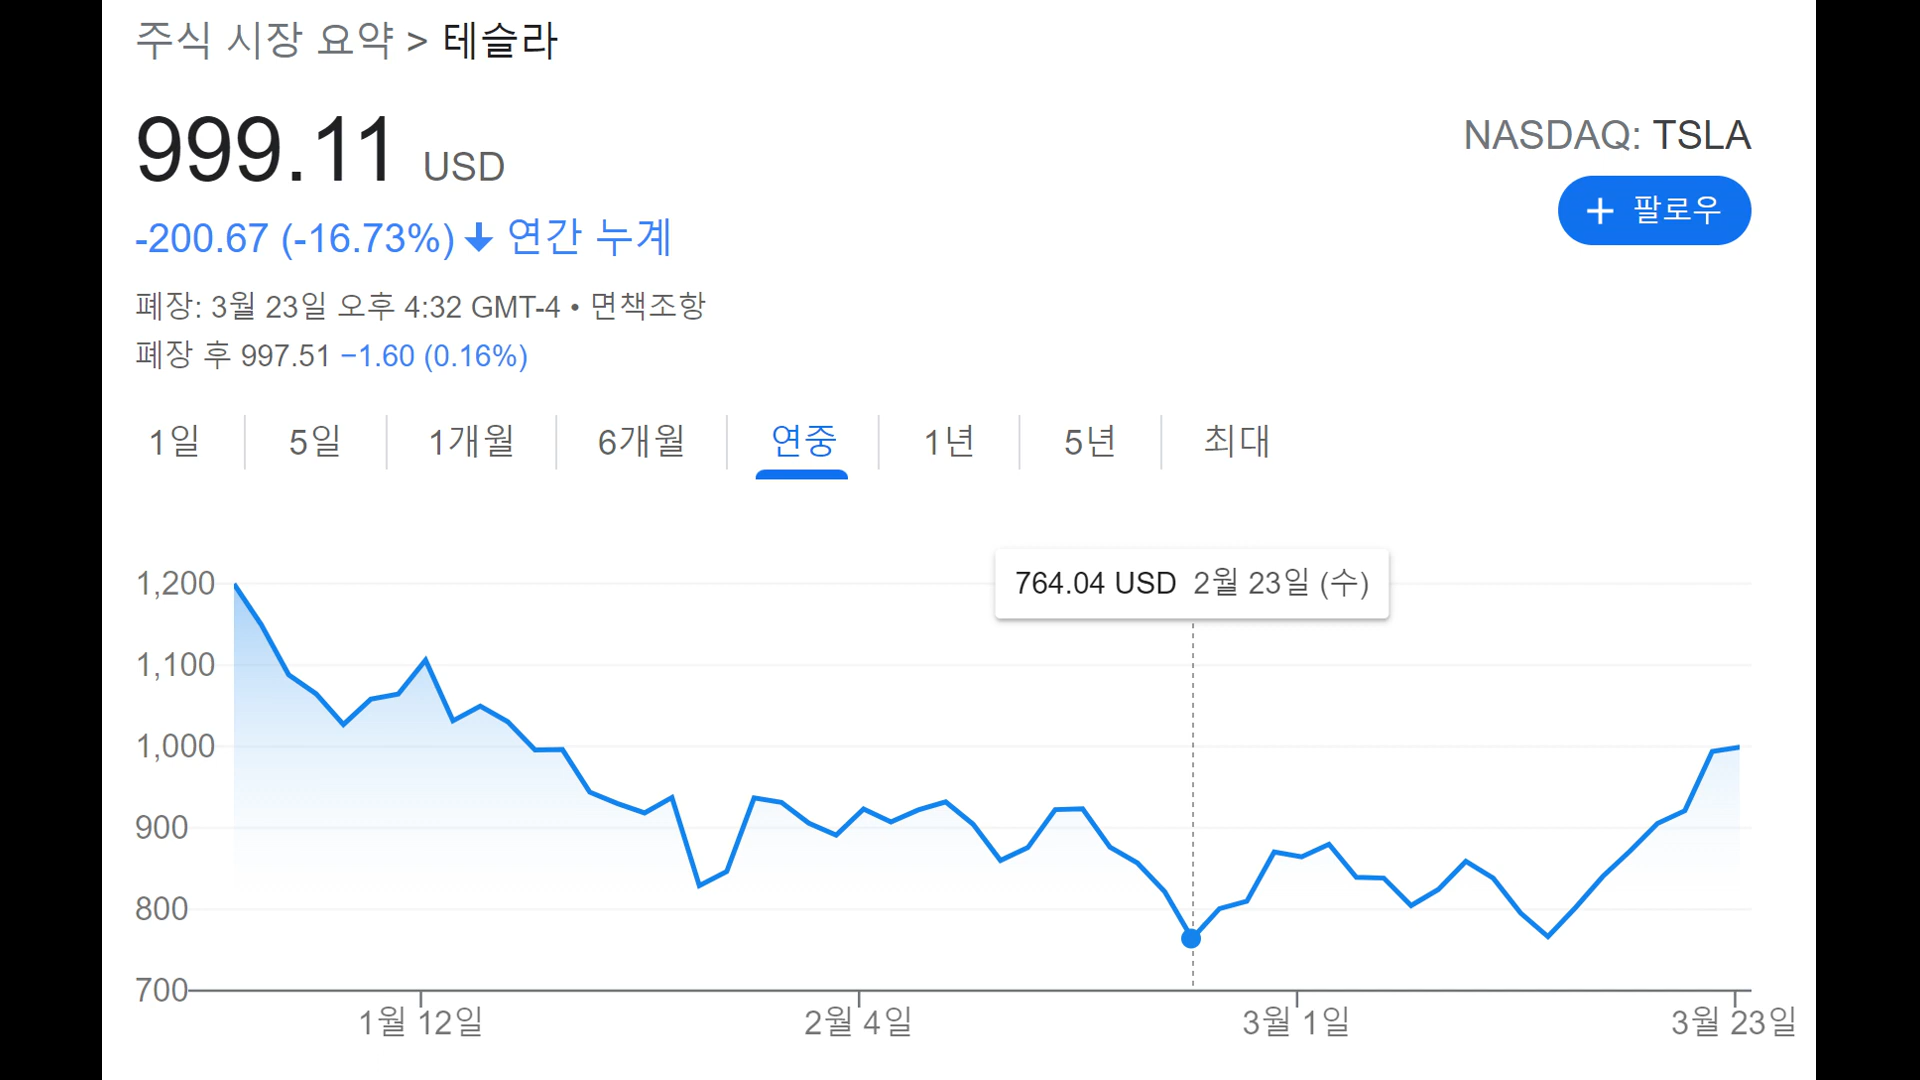 주식 시장 요약 > 테슬라
999.11 USD
NASDAQ: TSLA
+ 팔로우
-200.67 (-16.73%) ↓ 연간 누계
폐장: 3월 23일 오후 4:32 GMT-4 • 면책조항
폐장 후 997.51 −1.60 (0.16%)
1일 5일 1개월 6개월 연중 1년 5년 최대
764.04 USD 2월 23일 (수)
1,200
1,100
1,000
900
800
700
1월 12일 2월 4일 3월 1일 3월 23일